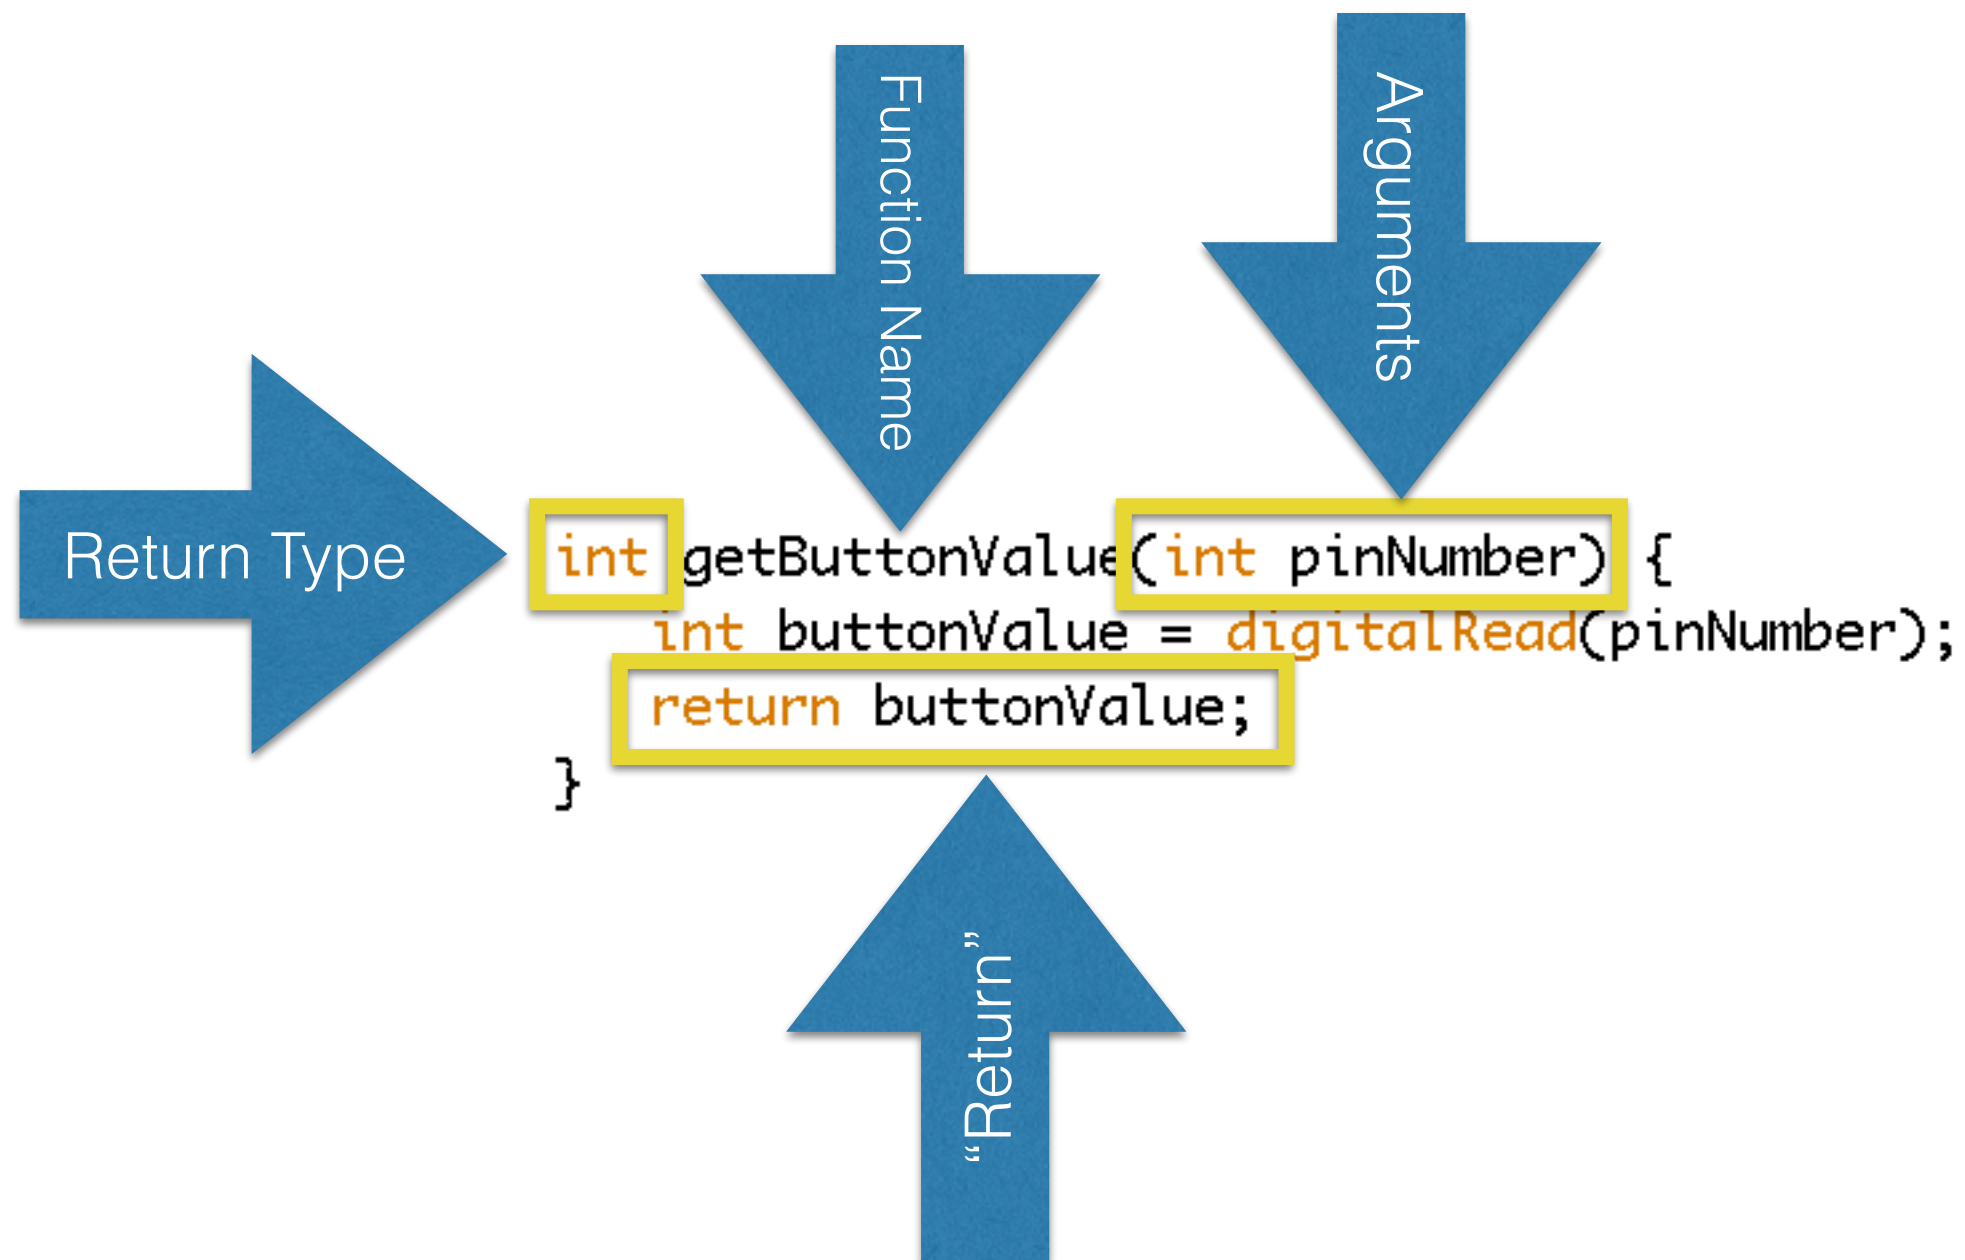 Function Name
Arguments
Return Type
int getButtonValue(int pinNumber) {
int buttonValue = digitalRead(pinNumber);
return buttonValue;
}
“Return”